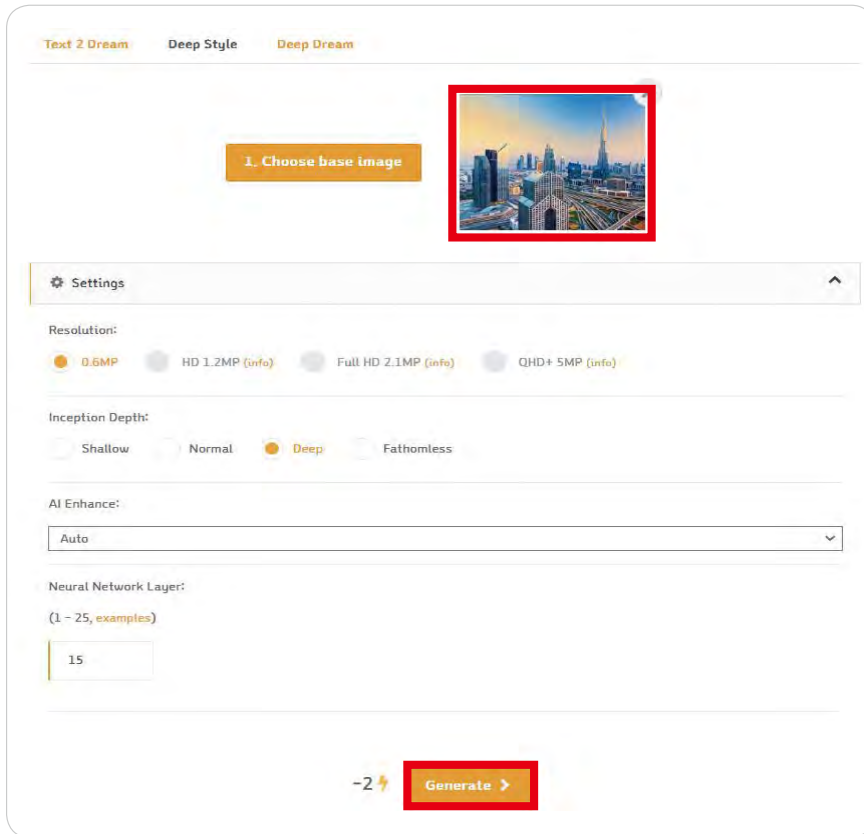 Text 2 Dream Deep Style Deep Dream
1. Choose base image
Settings
Resolution:
0.6MP HD 1.2MP (info) Full HD 2.1MP (info) QHD+ 5MP (info)
Inception Depth:
Shallow Normal Deep Fathomless
AI Enhance:
Auto
Neural Network Layer:
(1 - 25, examples)
15
-2 Generate